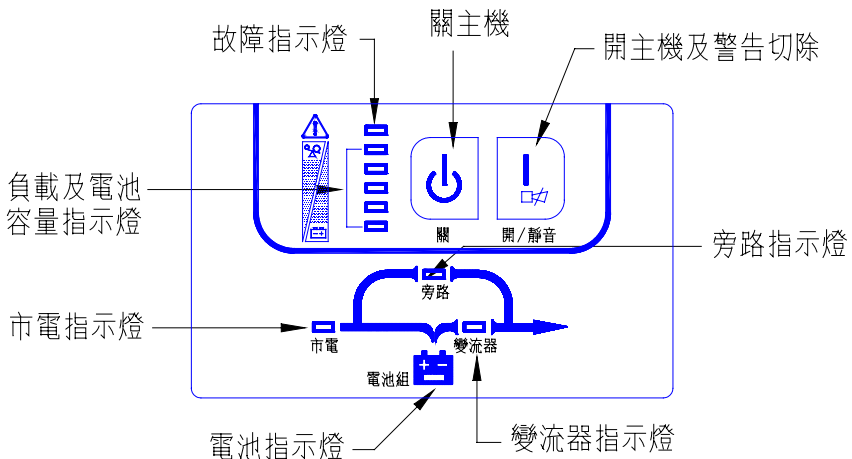 關主機
故障指示燈
開主機及警告切除
負載及電池
容量指示燈
關
開/靜音
旁路指示燈
旁路
市電指示燈
市電
變流器
電池組
電池指示燈
變流器指示燈